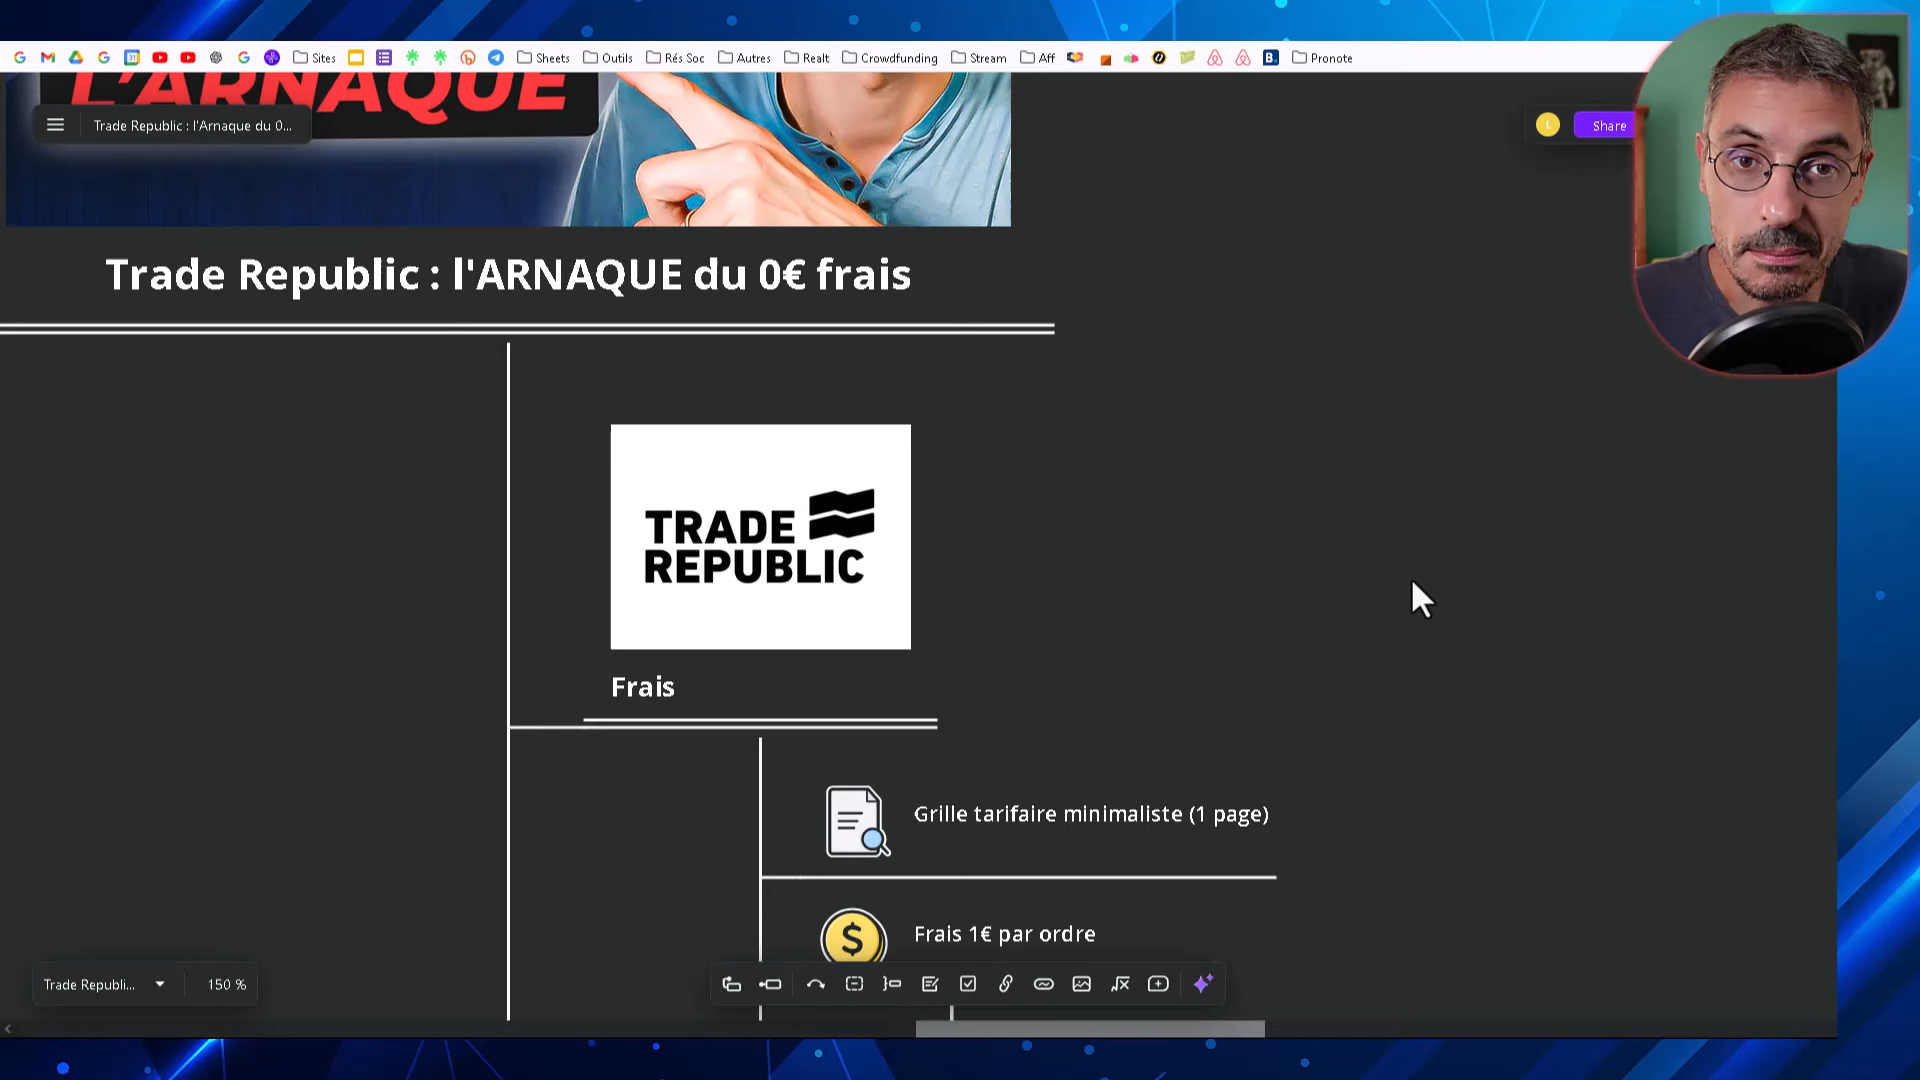 Sites
Sheets
Outils
Rés Soc
Autres
Realt
Crowdfunding
Stream
Aff
B.
Pronote
L'ARNAQUE
Trade Republic : l'Arnaque du 0...
L
Share
Trade Republic : l'ARNAQUE du 0€ frais
TRADE
REPUBLIC
Frais
Grille tarifaire minimaliste (1 page)
$
Frais 1€ par ordre
Trade Republi...
150 %